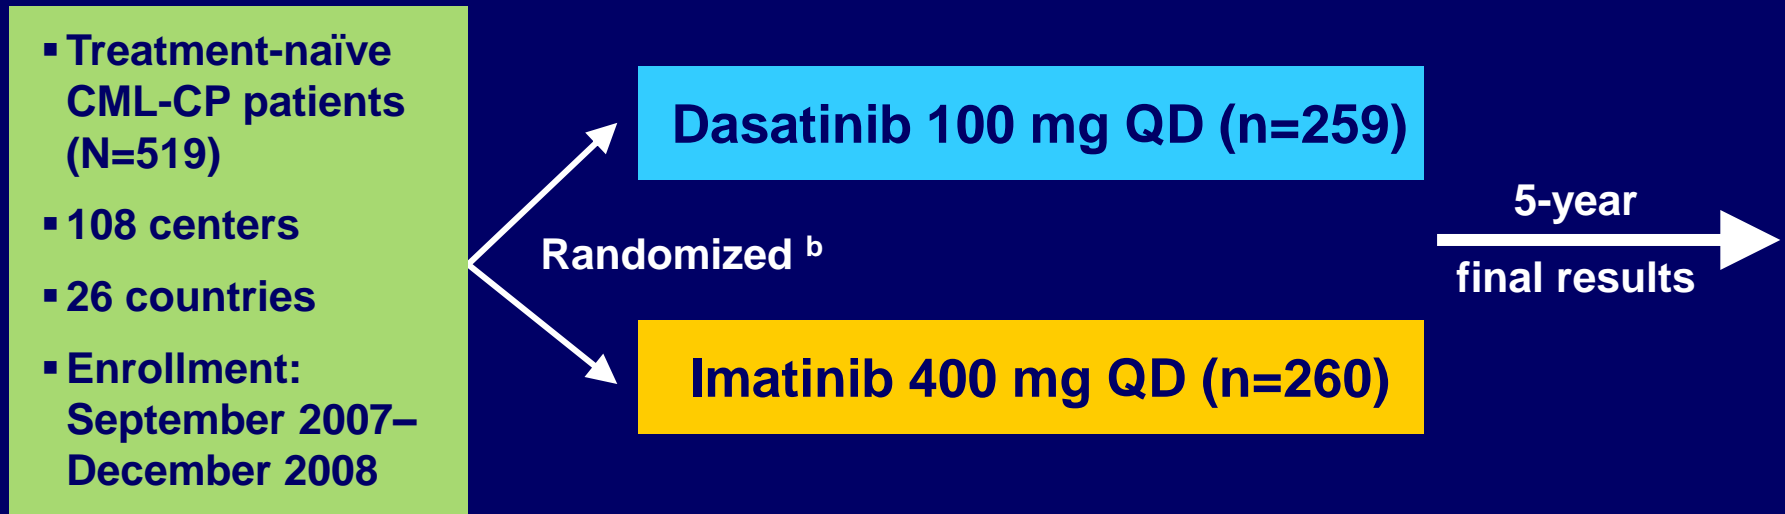 ▪ Treatment-naïve
CML-CP patients
(N=519)
▪ 108 centers
▪ 26 countries
▪ Enrollment:
September 2007–
December 2008
Randomized ᵇ
Dasatinib 100 mg QD (n=259)
Imatinib 400 mg QD (n=260)
5-year
final results